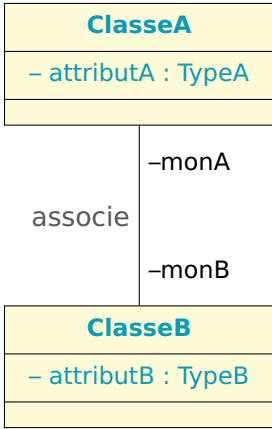 ClasseA
– attributA : TypeA
–monA
associe
–monB
ClasseB
– attributB : TypeB